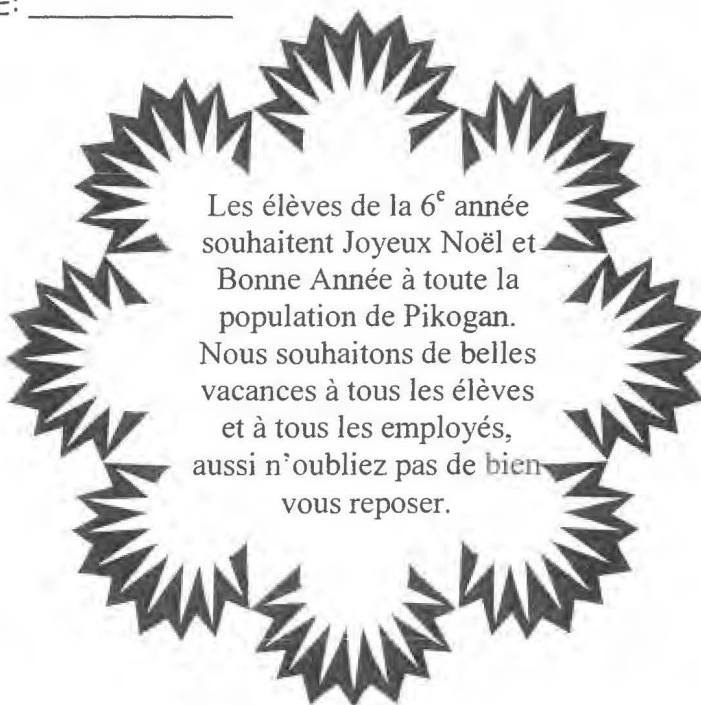 Les élèves de la 6e année
souhaitent Joyeux Noël et
Bonne Année à toute la
population de Pikogan.
Nous souhaitons de belles
vacances à tous les élèves
et à tous les employés,
aussi n'oubliez pas de bien
vous reposer.